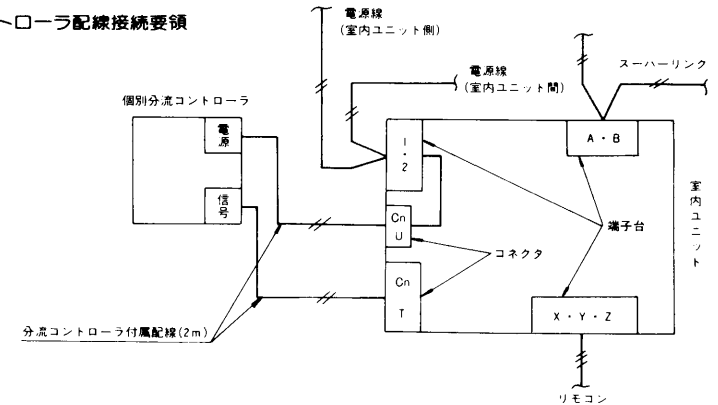 ローラ配線接続要領
電源線
(室内ユニット側)
電源線
(室内ユニット間)
スーパーリンク
個別分流コントローラ
電源
信号
1・2
A・B
CnU
CnT
コネクタ
端子台
室内ユニット
X・Y・Z
分流コントローラ付属配線(2m)
リモコン